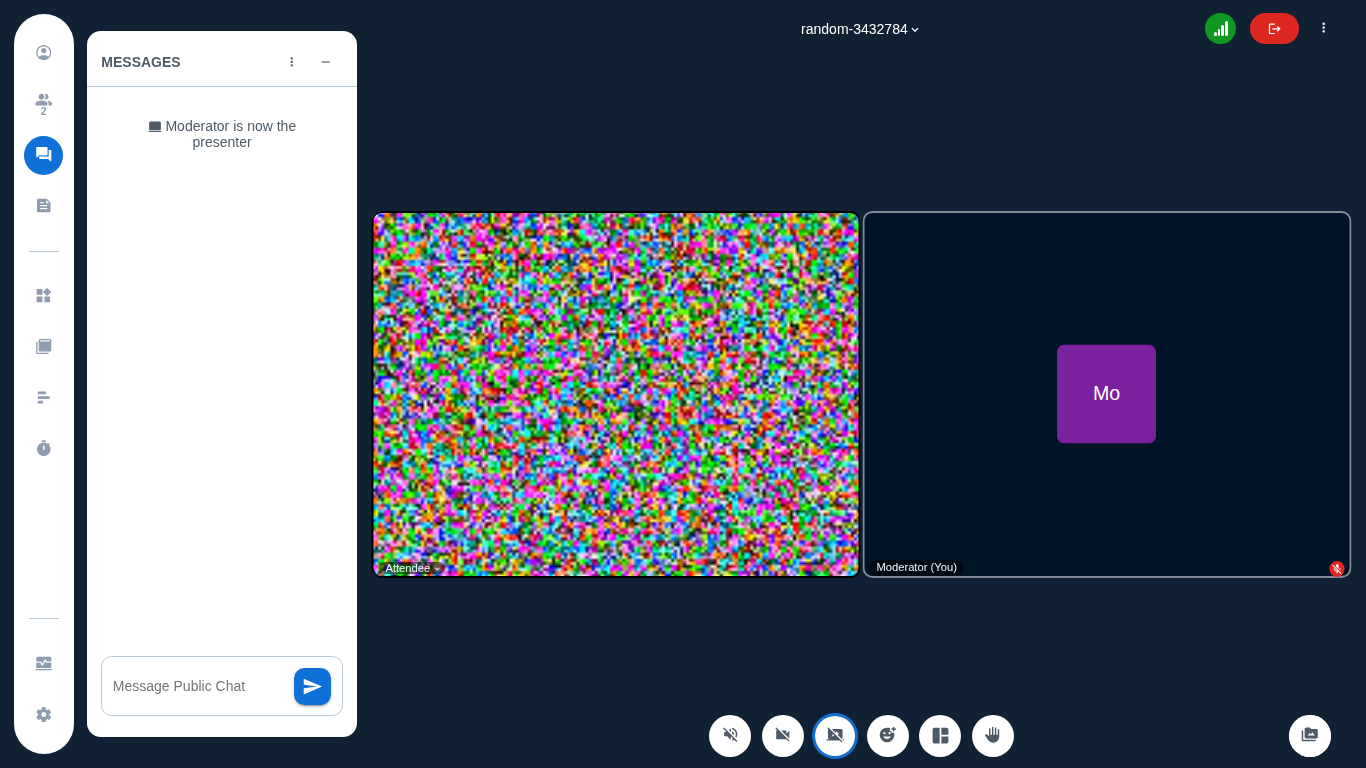 random-3432784
2
MESSAGES
Moderator is now the
presenter
Mo
Attendee
Moderator (You)
Message Public Chat